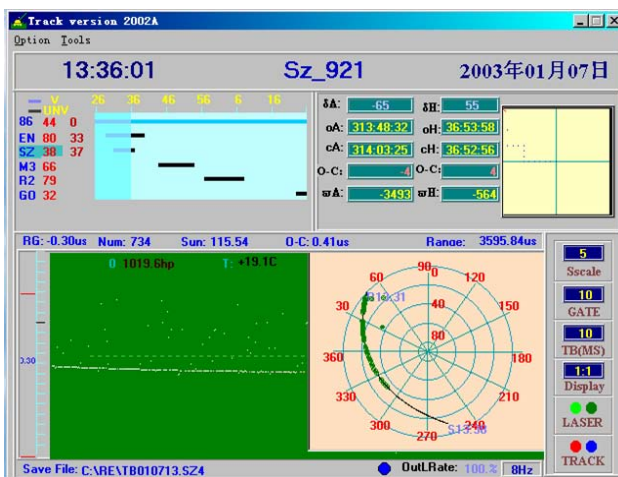 Track version 2002A
Option Tools
13:36:01 Sz_921 2003年01月07日
V
UNV
26 36 46 56 6 16
86 44 0
EN 80 33
SZ 38 37
M3 66
R2 79
GO 32
δA: -65 δH: 55
oA: 313:48:32 oH: 36:53:58
cA: 314:03:25 cH: 36:52:56
O-C: -4 O-C: 4
ϖA: -3493 ϖH: -564
RG: -0.30us Num: 734 Sun: 115.54 O-C: 0.41us Range: 3595.84us
0 1019.6hp T: +19.1C
60 90 0 120
30 40 150
80
360 180
330 210
300 270 240
5
Sscale
10
GATE
10
TB(MS)
1:1
Display
LASER
TRACK
Save File: C:\RE\TB010713.SZ4 OutLRate: 100.% 8Hz